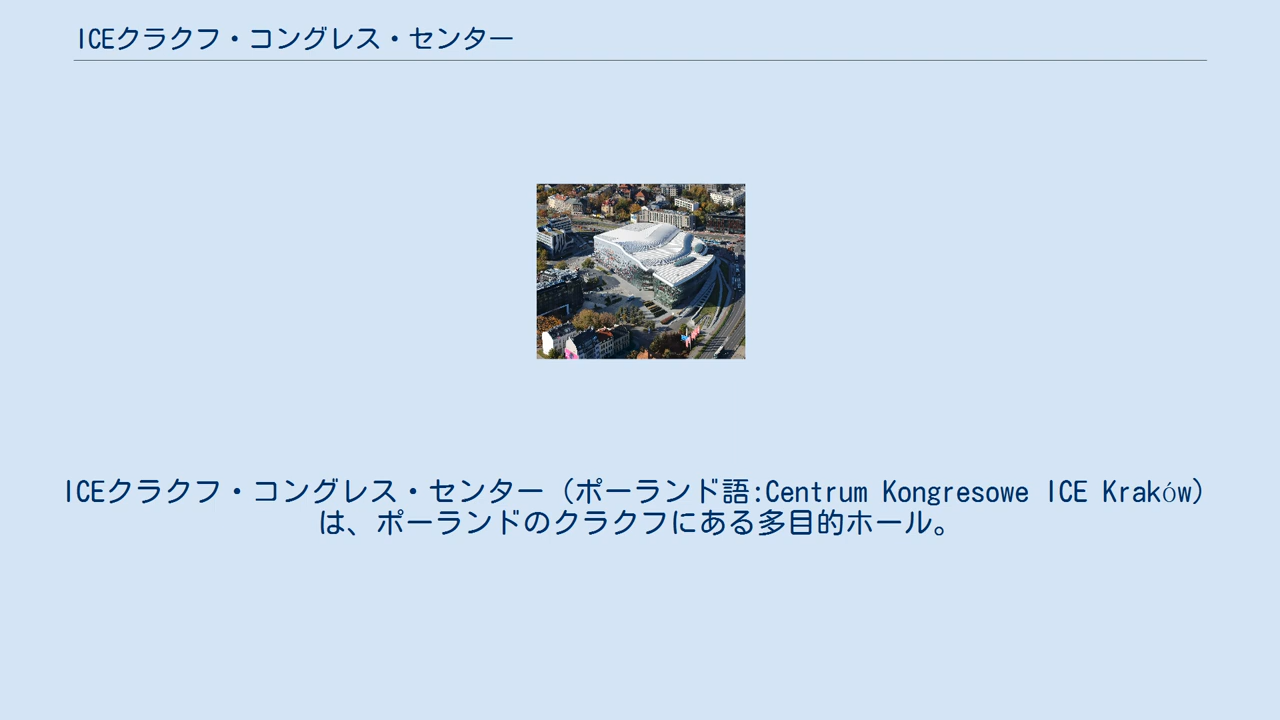 ICEクラクフ・コングレス・センター
ICEクラクフ・コングレス・センター（ポーランド語:Centrum Kongresowe ICE Kraków）
は、ポーランドのクラクフにある多目的ホール。